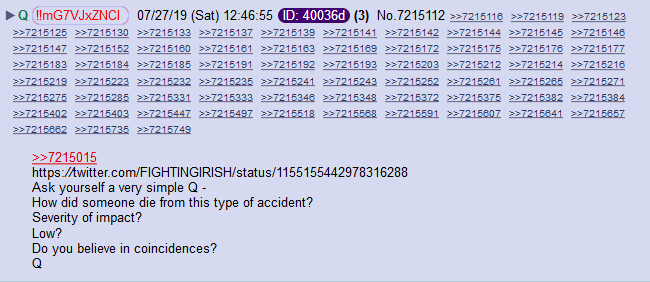 Q !!mG7VJxZNCI 07/27/19 (Sat) 12:46:55 ID: 40036d (3) No.7215112 >>7215116 >>7215119 >>7215123
>>7215125 >>7215130 >>7215133 >>7215137 >>7215139 >>7215141 >>7215142 >>7215144 >>7215145 >>7215146
>>7215147 >>7215152 >>7215160 >>7215161 >>7215163 >>7215169 >>7215172 >>7215175 >>7215176 >>7215177
>>7215183 >>7215184 >>7215185 >>7215191 >>7215192 >>7215193 >>7215203 >>7215212 >>7215214 >>7215216
>>7215219 >>7215223 >>7215232 >>7215235 >>7215241 >>7215243 >>7215252 >>7215261 >>7215265 >>7215271
>>7215275 >>7215285 >>7215331 >>7215333 >>7215346 >>7215348 >>7215372 >>7215375 >>7215382 >>7215384
>>7215402 >>7215403 >>7215447 >>7215497 >>7215518 >>7215568 >>7215591 >>7215607 >>7215641 >>7215657
>>7215662 >>7215735 >>7215749
>>7215015
https://twitter.com/FIGHTINGIRISH/status/1155155442978316288
Ask yourself a very simple Q -
How did someone die from this type of accident?
Severity of impact?
Low?
Do you believe in coincidences?
Q